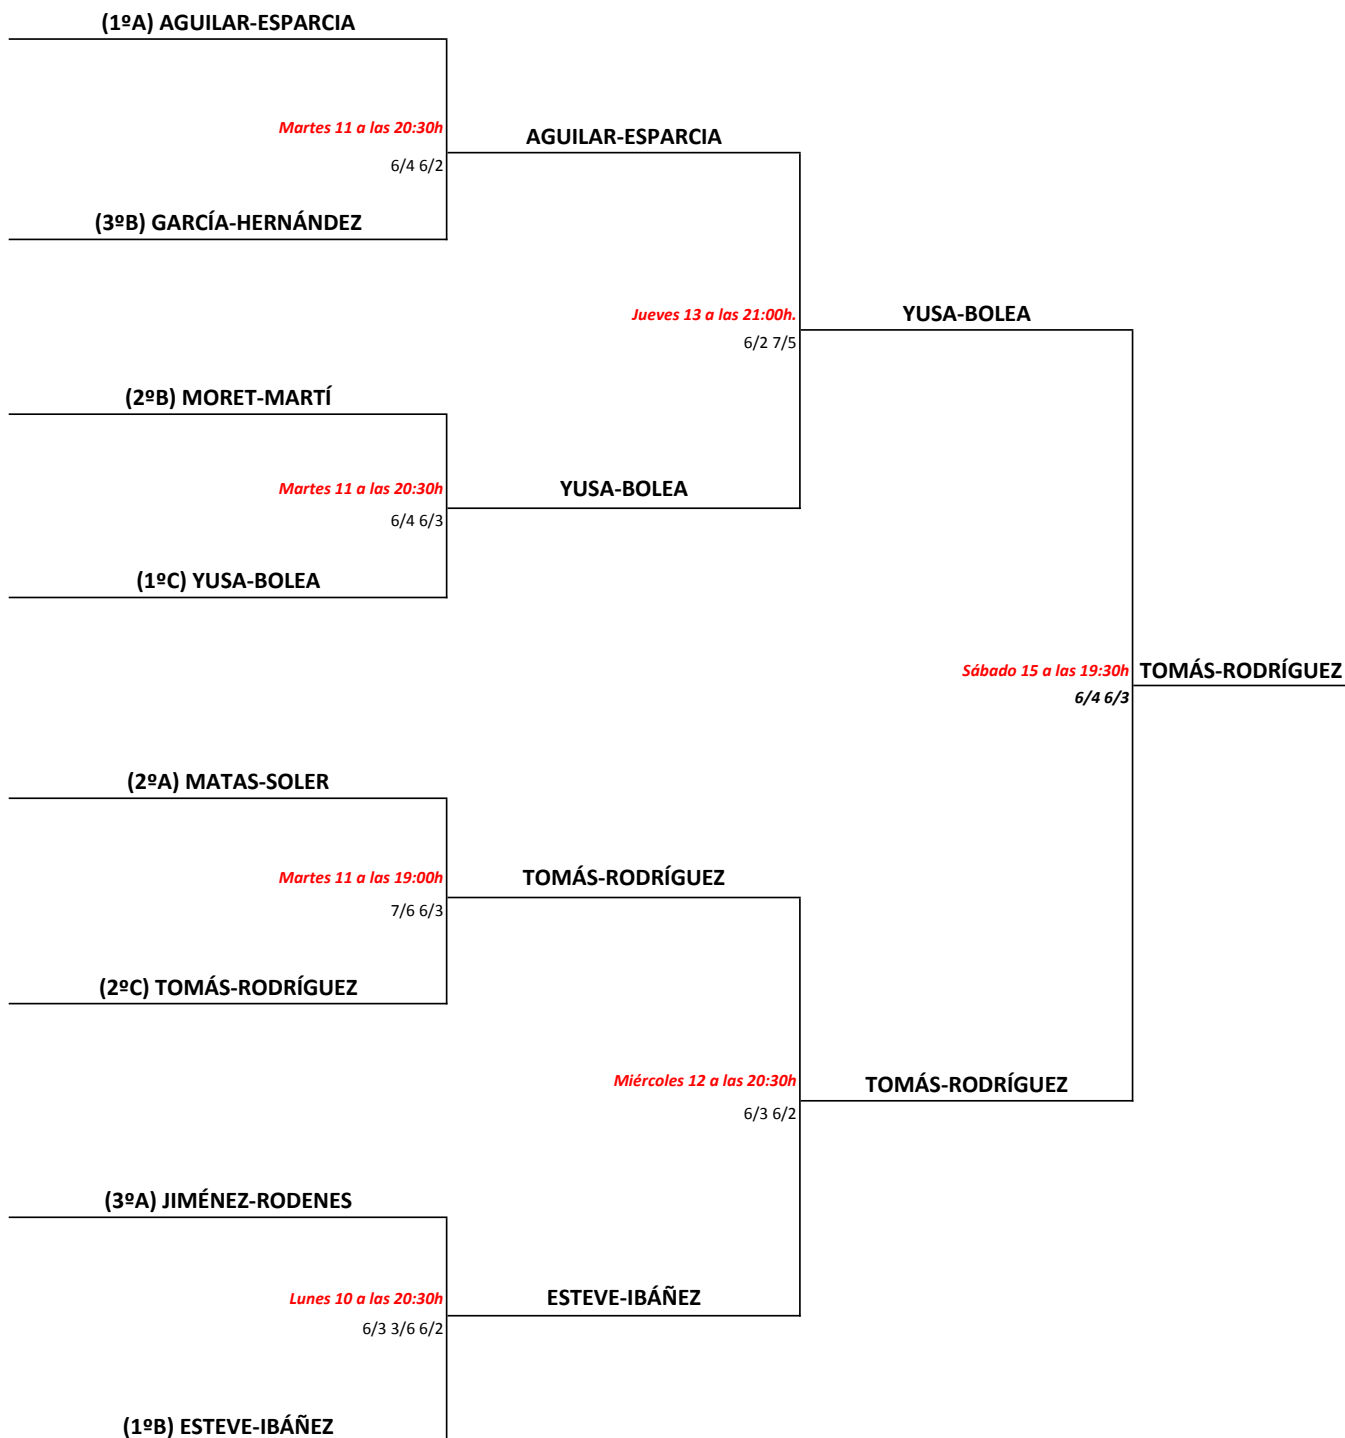 (1ºA) AGUILAR-ESPARCIA
Martes 11 a las 20:30h
AGUILAR-ESPARCIA
6/4 6/2
(3ºB) GARCÍA-HERNÁNDEZ
Jueves 13 a las 21:00h.
YUSA-BOLEA
6/2 7/5
(2ºB) MORET-MARTÍ
Martes 11 a las 20:30h
YUSA-BOLEA
6/4 6/3
(1ºC) YUSA-BOLEA
Sábado 15 a las 19:30h
TOMÁS-RODRÍGUEZ
6/4 6/3
(2ºA) MATAS-SOLER
Martes 11 a las 19:00h
TOMÁS-RODRÍGUEZ
7/6 6/3
(2ºC) TOMÁS-RODRÍGUEZ
Miércoles 12 a las 20:30h
TOMÁS-RODRÍGUEZ
6/3 6/2
(3ºA) JIMÉNEZ-RODENES
Lunes 10 a las 20:30h
ESTEVE-IBÁÑEZ
6/3 3/6 6/2
(1ºB) ESTEVE-IBÁÑEZ